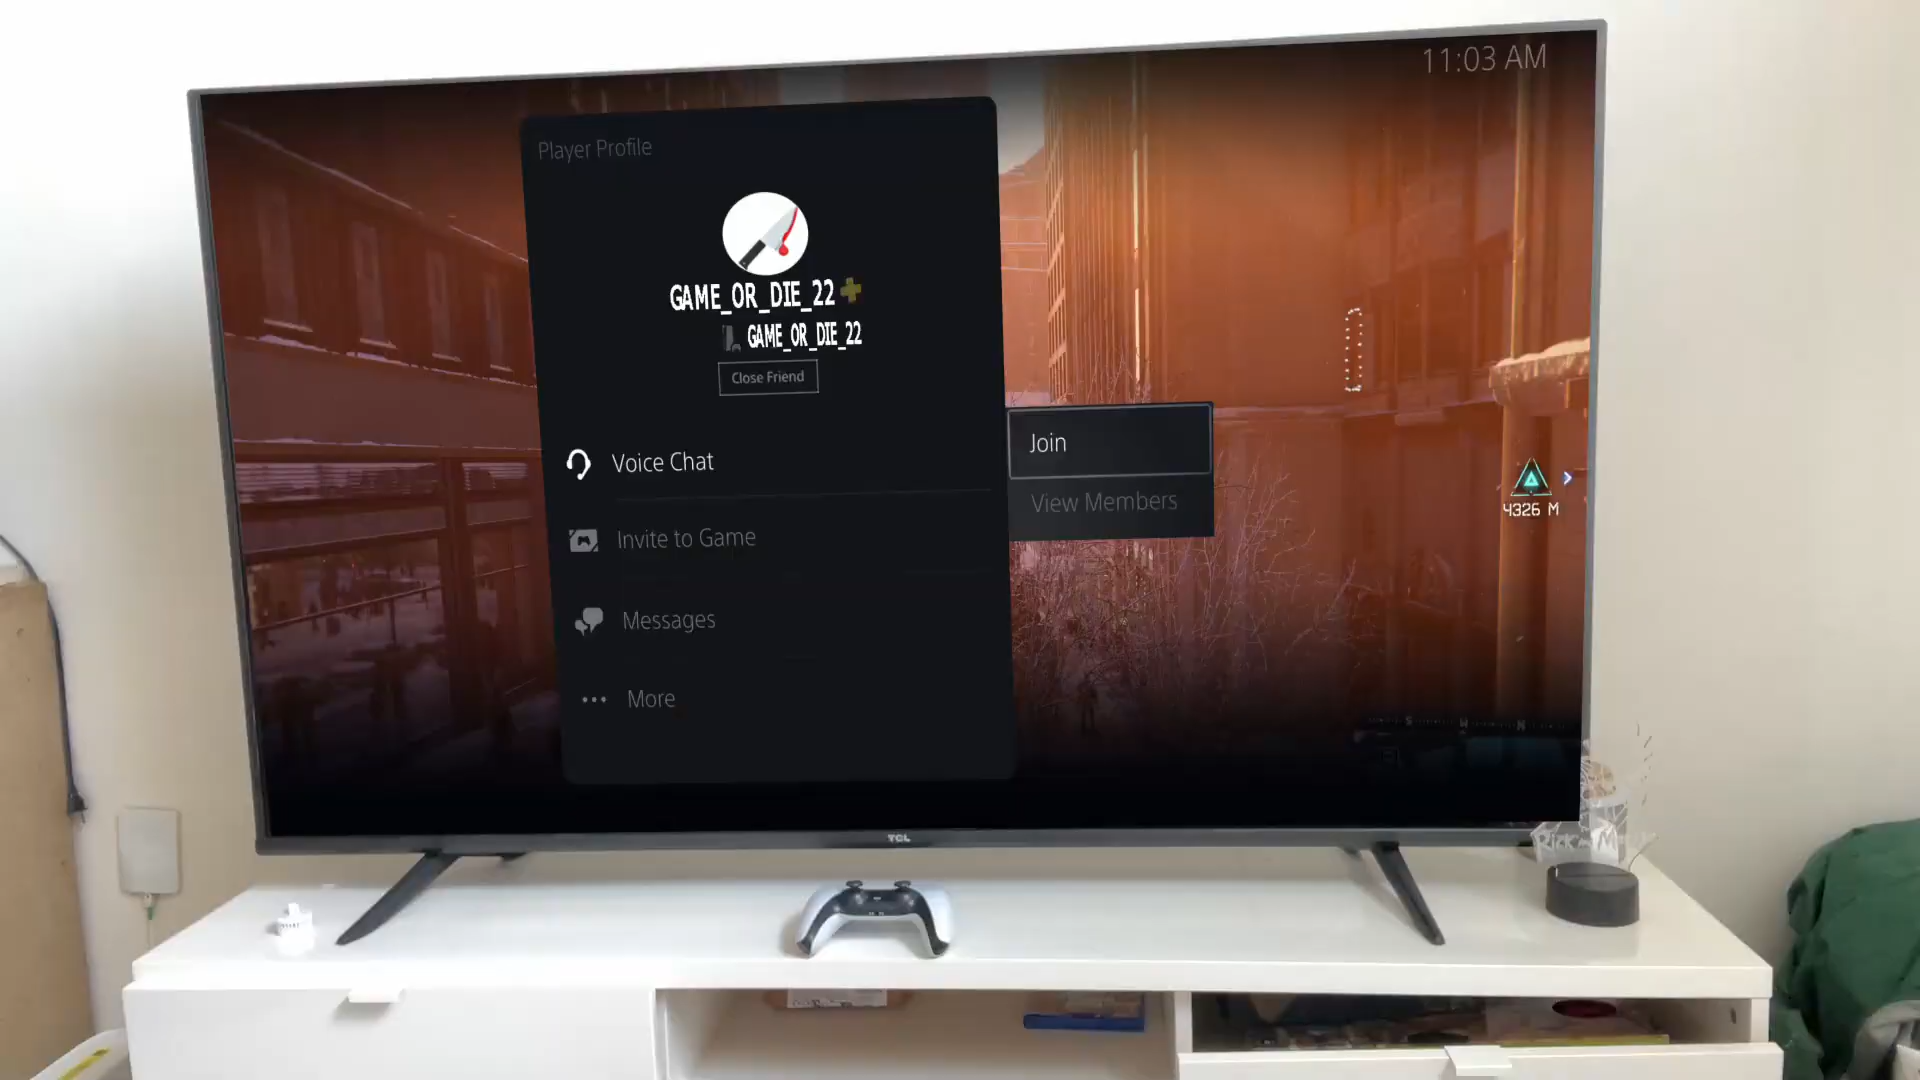 11:03 AM
Player Profile
GAME_OR_DIE_22
GAME_OR_DIE_22
Close Friend
Voice Chat
Join
View Members
Invite to Game
4326 M
Messages
More
S W N
TCL